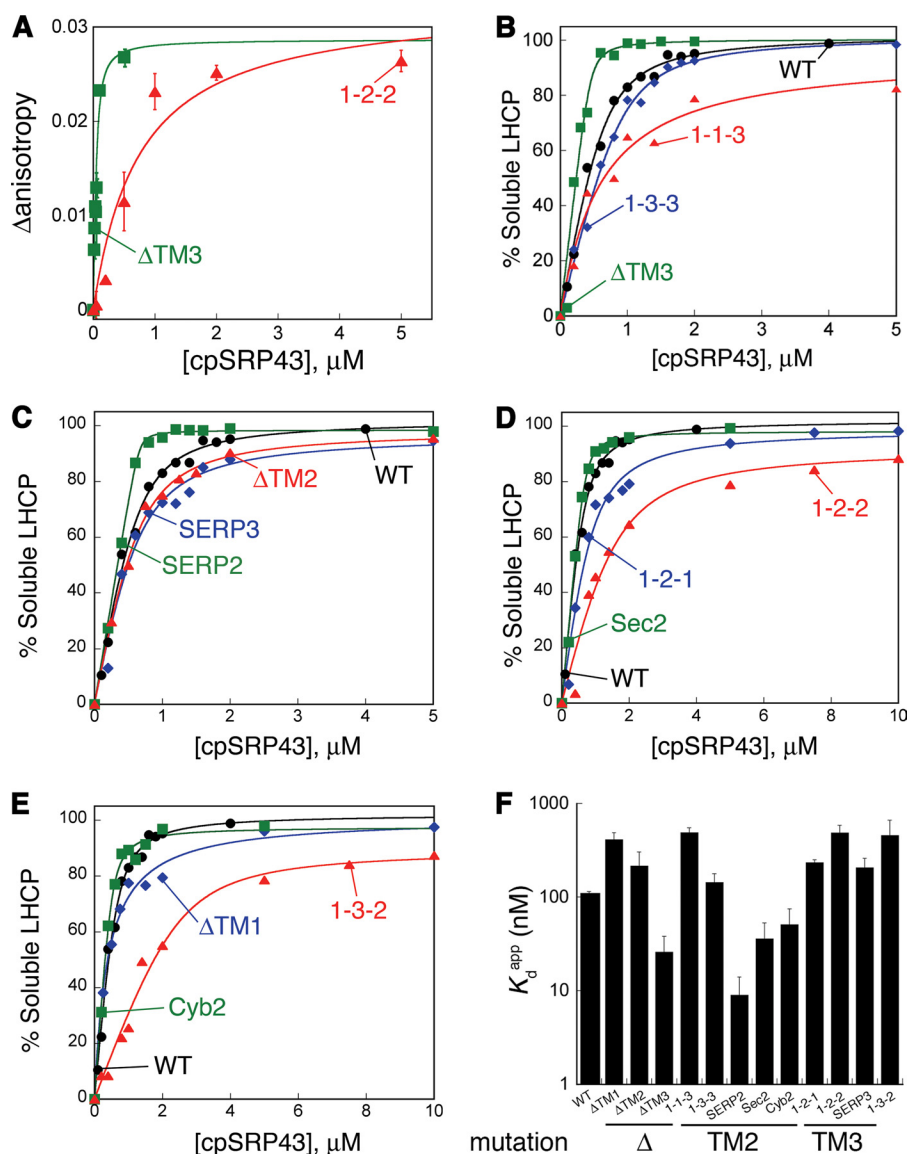 A
0.03
0.02
0.01
0
Δanisotropy
1-2-2
ΔTM3
0 1 2 3 4 5
[cpSRP43], μM
B
100
80
60
40
20
0
% Soluble LHCP
WT
1-1-3
1-3-3
ΔTM3
0 1 2 3 4 5
[cpSRP43], μM
C
100
80
60
40
20
0
% Soluble LHCP
WT
ΔTM2
SERP3
SERP2
0 1 2 3 4 5
[cpSRP43], μM
D
100
80
60
40
20
0
% Soluble LHCP
1-2-2
1-2-1
Sec2
WT
0 2 4 6 8 10
[cpSRP43], μM
E
100
80
60
40
20
0
% Soluble LHCP
1-3-2
ΔTM1
Cyb2
WT
0 2 4 6 8 10
[cpSRP43], μM
F
1000
100
10
1
Kd app (nM)
WT ΔTM1 ΔTM2 ΔTM3 1-1-3 1-3-3 SERP2 Sec2 Cyb2 1-2-1 1-2-2 SERP3 1-3-2
mutation Δ TM2 TM3